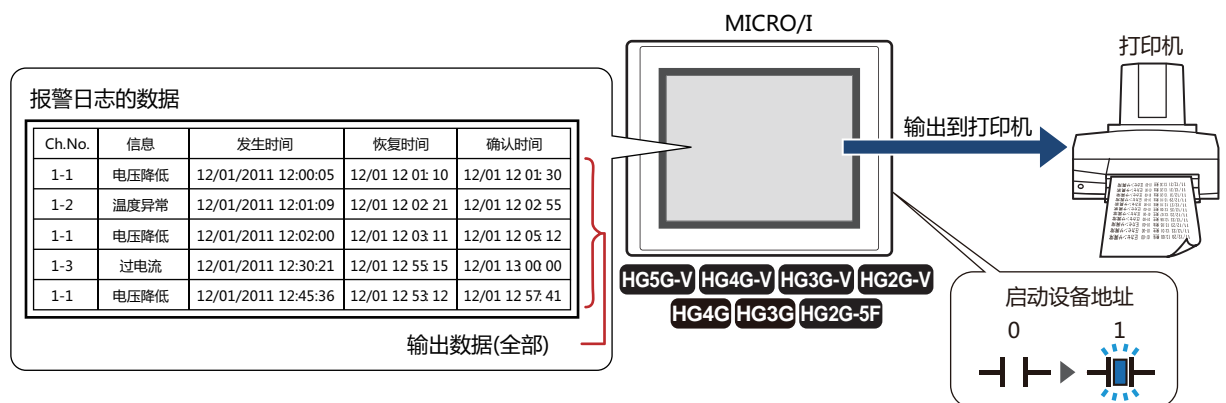 MICRO/I
打印机
报警日志的数据
Ch.No. 信息 发生时间 恢复时间 确认时间
1-1 电压降低 12/01/2011 12:00:05 12/01 12 01: 10 12/01 12 01: 30
1-2 温度异常 12/01/2011 12:01:09 12/01 12 02: 21 12/01 12 02: 55
1-1 电压降低 12/01/2011 12:02:00 12/01 12 03: 11 12/01 12 05: 12
1-3 过电流 12/01/2011 12:30:21 12/01 12 55: 15 12/01 13 00: 00
1-1 电压降低 12/01/2011 12:45:36 12/01 12 53: 12 12/01 12 57: 41
输出数据(全部)
输出到打印机
HG5G-V HG4G-V HG3G-V HG2G-V
HG4G HG3G HG2G-5F
启动设备地址
0 1